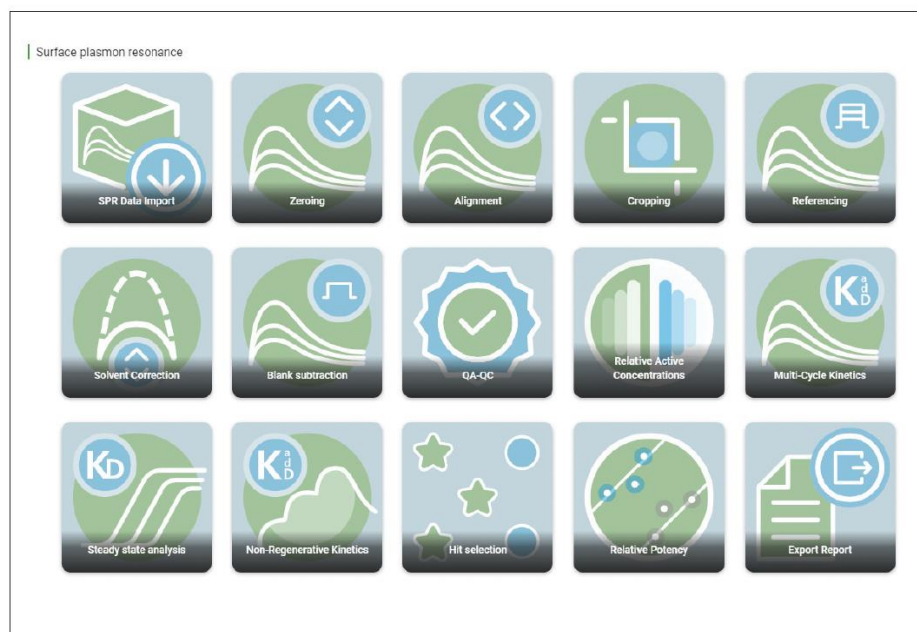 Surface plasmon resonance
SPR Data Import
Zeroing
Alignment
Cropping
Referencing
Solvent Correction
Blank subtraction
QA-QC
Relative Active
Concentrations
K a d D
Multi-Cycle Kinetics
KD
Steady state analysis
K a d D
Non-Regenerative Kinetics
Hit selection
Relative Potency
Export Report